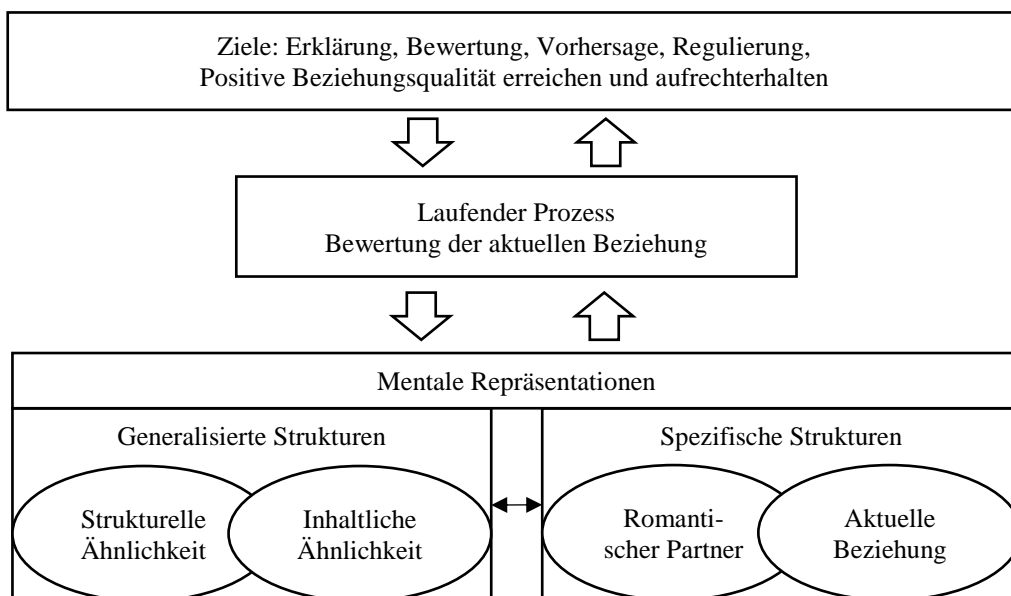 Ziele: Erklärung, Bewertung, Vorhersage, Regulierung,
Positive Beziehungsqualität erreichen und aufrechterhalten
Laufender Prozess
Bewertung der aktuellen Beziehung
Mentale Repräsentationen
Generalisierte Strukturen
Strukturelle
Ähnlichkeit
Inhaltliche
Ähnlichkeit
Spezifische Strukturen
Romanti-
scher Partner
Aktuelle
Beziehung